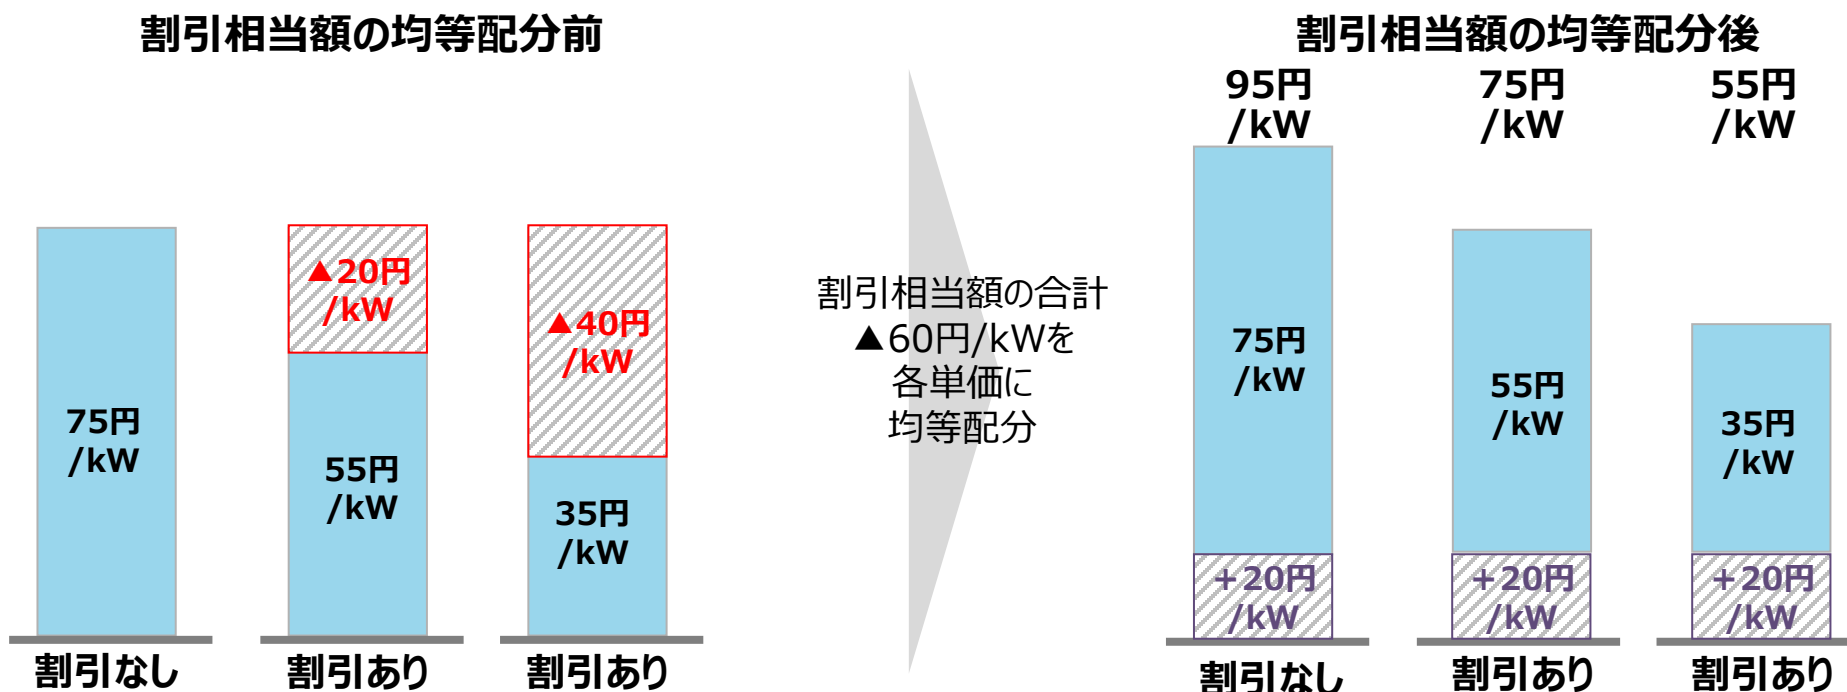 割引相当額の均等配分前
75円
/kW
▲20円
/kW
55円
/kW
▲40円
/kW
35円
/kW
割引なし
割引あり
割引あり
割引相当額の合計
▲60円/kWを
各単価に
均等配分
割引相当額の均等配分後
95円
/kW
75円
/kW
55円
/kW
75円
/kW
55円
/kW
35円
/kW
+20円
/kW
+20円
/kW
+20円
/kW
割引なし
割引あり
割引あり